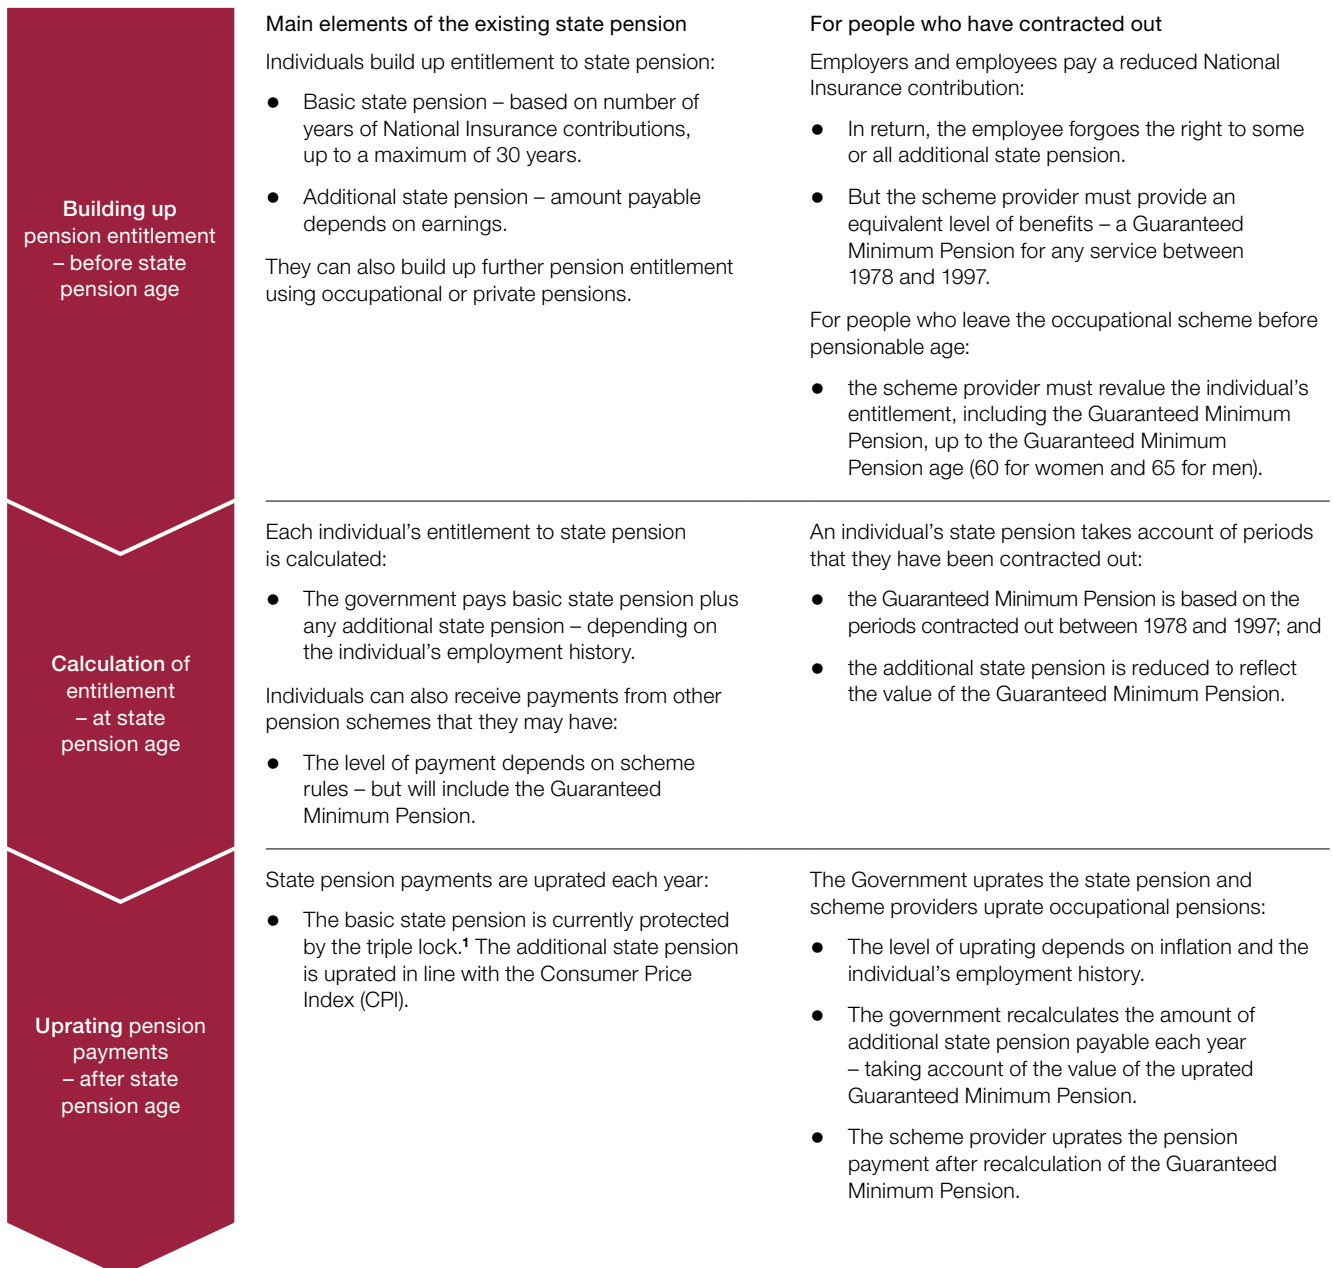 Main elements of the existing state pension
For people who have contracted out
Building up
pension entitlement
– before state
pension age
Individuals build up entitlement to state pension:
● Basic state pension – based on number of
years of National Insurance contributions,
up to a maximum of 30 years.
● Additional state pension – amount payable
depends on earnings.
They can also build up further pension entitlement
using occupational or private pensions.
Employers and employees pay a reduced National
Insurance contribution:
● In return, the employee forgoes the right to some
or all additional state pension.
● But the scheme provider must provide an
equivalent level of benefits – a Guaranteed
Minimum Pension for any service between
1978 and 1997.
For people who leave the occupational scheme before
pensionable age:
● the scheme provider must revalue the individual's
entitlement, including the Guaranteed Minimum
Pension, up to the Guaranteed Minimum
Pension age (60 for women and 65 for men).
Calculation of
entitlement
– at state
pension age
Each individual's entitlement to state pension
is calculated:
● The government pays basic state pension plus
any additional state pension – depending on
the individual's employment history.
Individuals can also receive payments from other
pension schemes that they may have:
● The level of payment depends on scheme
rules – but will include the Guaranteed
Minimum Pension.
An individual's state pension takes account of periods
that they have been contracted out:
● the Guaranteed Minimum Pension is based on the
periods contracted out between 1978 and 1997; and
● the additional state pension is reduced to reflect
the value of the Guaranteed Minimum Pension.
Uprating pension
payments
– after state
pension age
State pension payments are uprated each year:
● The basic state pension is currently protected
by the triple lock.1 The additional state pension
is uprated in line with the Consumer Price
Index (CPI).
The Government uprates the state pension and
scheme providers uprate occupational pensions:
● The level of uprating depends on inflation and the
individual's employment history.
● The government recalculates the amount of
additional state pension payable each year
– taking account of the value of the uprated
Guaranteed Minimum Pension.
● The scheme provider uprates the pension
payment after recalculation of the Guaranteed
Minimum Pension.